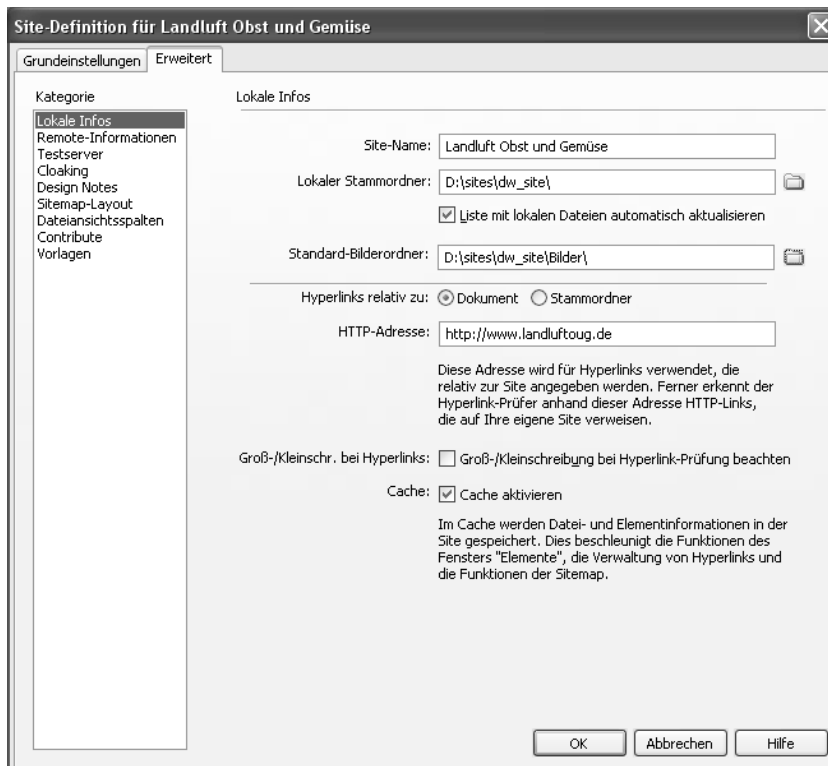 Site-Definition für Landluft Obst und Gemüse
Grundeinstellungen
Erweitert
Kategorie
Lokale Infos
Remote-Informationen
Testserver
Cloaking
Design Notes
Sitemap-Layout
Dateiansichtsspalten
Contribute
Vorlagen
Lokale Infos
Site-Name: Landluft Obst und Gemüse
Lokaler Stammordner: D:\sites\dw_site\
Liste mit lokalen Dateien automatisch aktualisieren
Standard-Bilderordner: D:\sites\dw_site\Bilder\
Hyperlinks relativ zu: Dokument Stammordner
HTTP-Adresse: http://www.landluftoug.de
Diese Adresse wird für Hyperlinks verwendet, die
relativ zur Site angegeben werden. Ferner erkennt der
Hyperlink-Prüfer anhand dieser Adresse HTTP-Links,
die auf Ihre eigene Site verweisen.
Groß-/Kleinschr. bei Hyperlinks: Groß-/Kleinschreibung bei Hyperlink-Prüfung beachten
Cache: Cache aktivieren
Im Cache werden Datei- und Elementinformationen in der
Site gespeichert. Dies beschleunigt die Funktionen des
Fensters "Elemente", die Verwaltung von Hyperlinks und
die Funktionen der Sitemap.
OK
Abbrechen
Hilfe